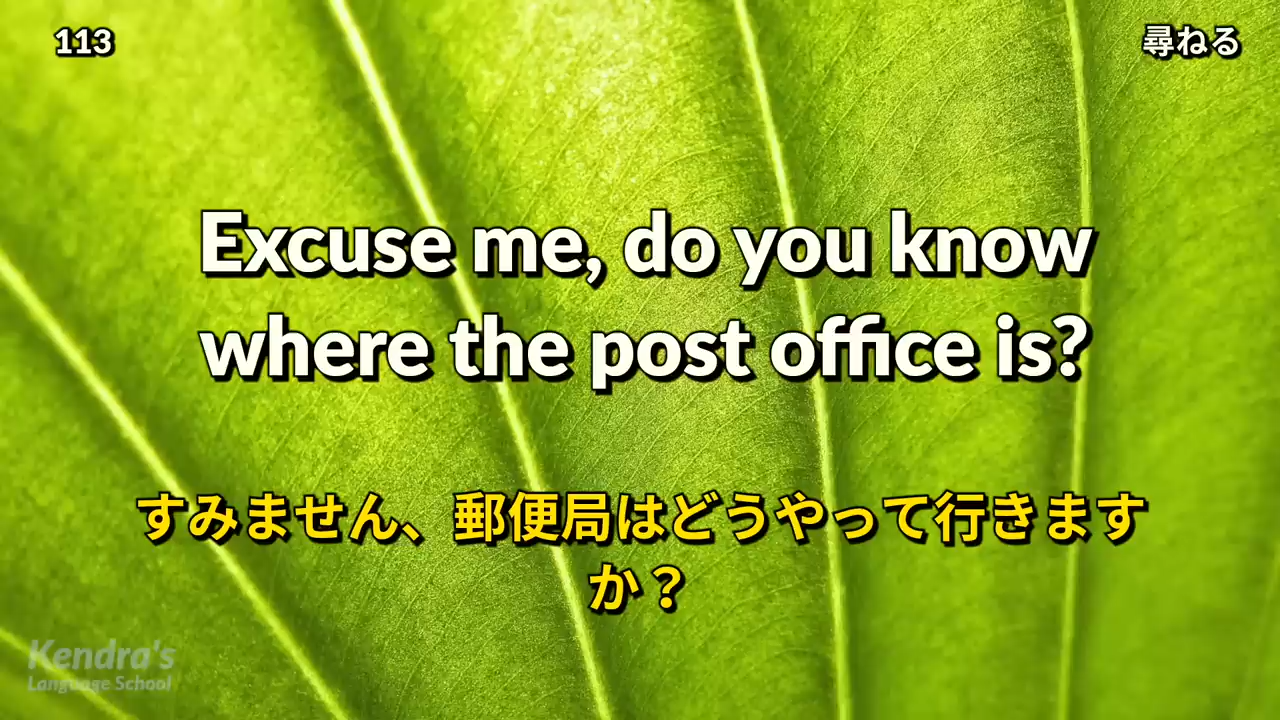 113
尋ねる
Excuse me, do you know
where the post office is?
すみません、郵便局はどうやって行きます
か？
Kendra's
Language School